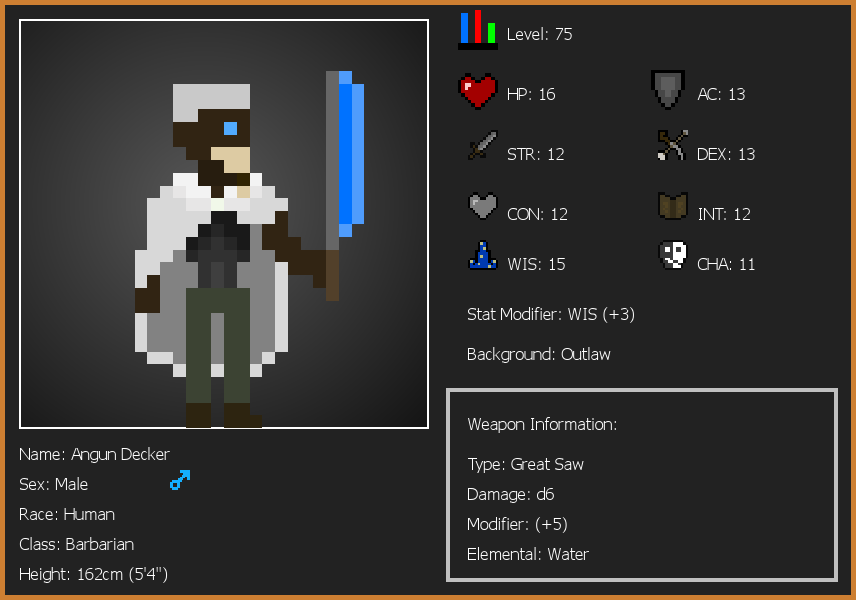 Level: 75
HP: 16
AC: 13
STR: 12
DEX: 13
CON: 12
INT: 12
WIS: 15
CHA: 11
Stat Modifier: WIS (+3)
Background: Outlaw
Weapon Information:
Type: Great Saw
Damage: d6
Modifier: (+5)
Elemental: Water
Name: Angun Decker
Sex: Male
Race: Human
Class: Barbarian
Height: 162cm (5'4")